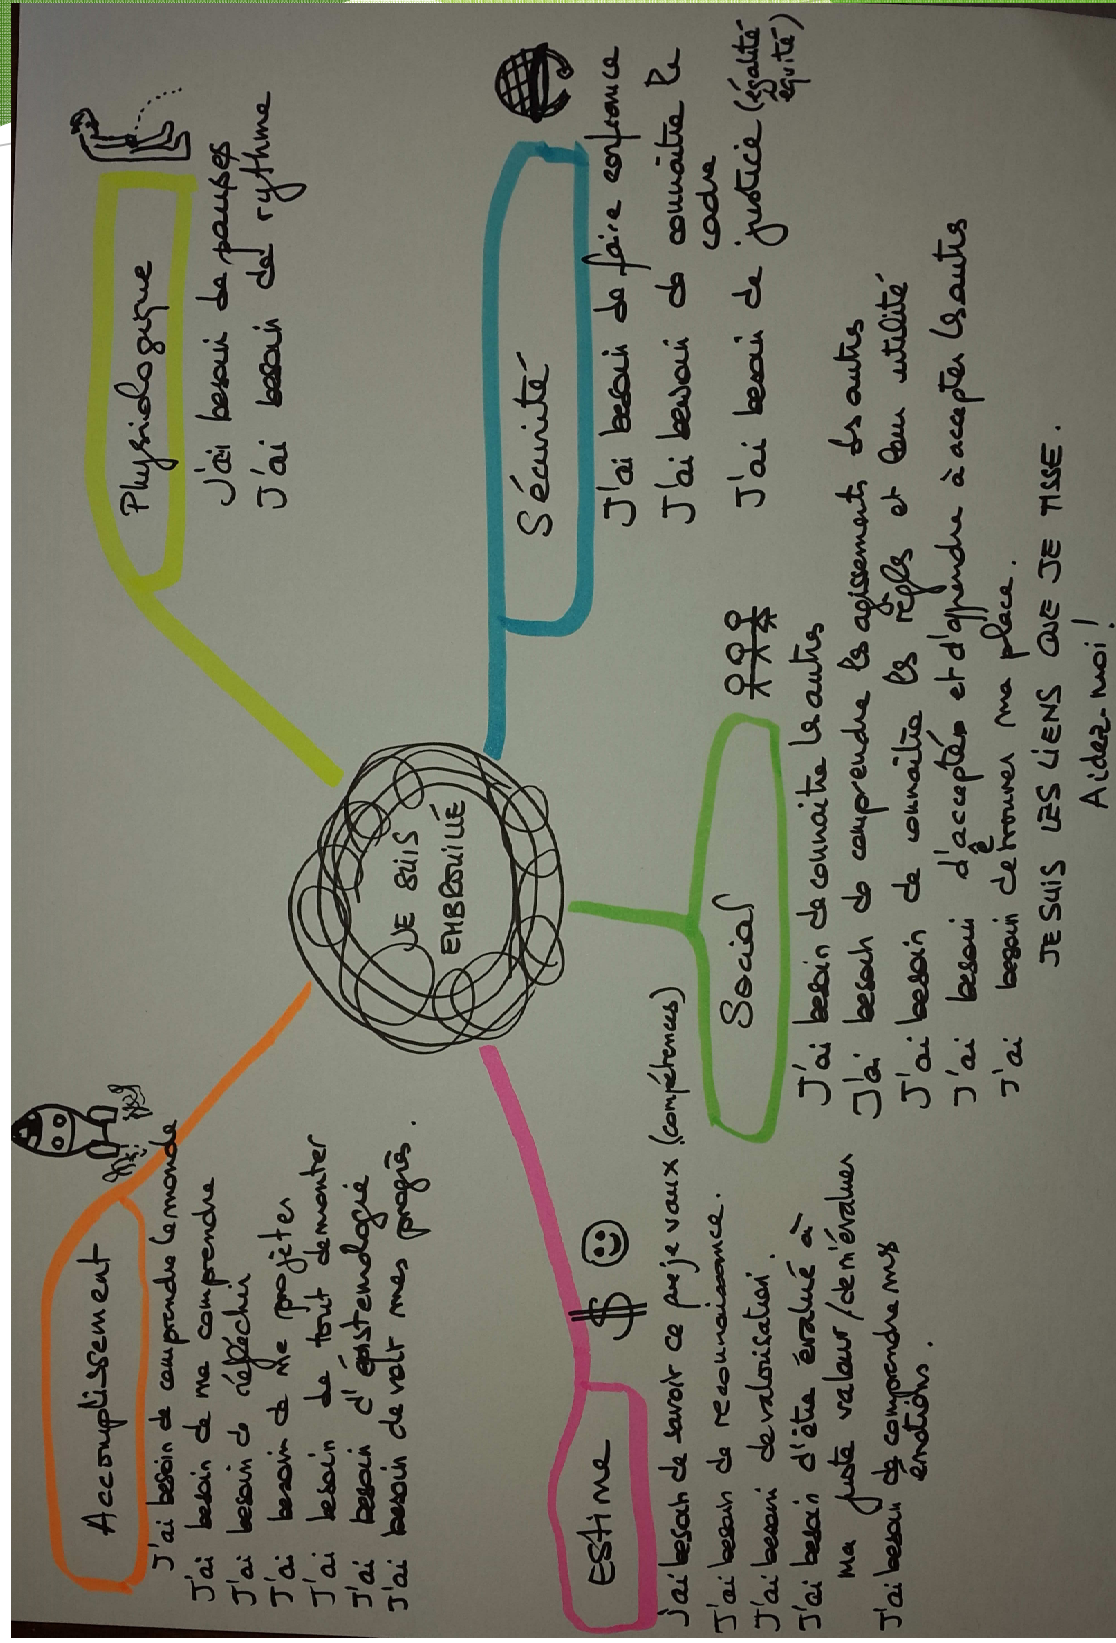 JE SUIS
EMBROUILLÉ
Physiologique
J'ai besoin de pauses
J'ai besoin de rythme
Sécurité
J'ai besoin de faire confiance
J'ai besoin de connaître le
cadre
J'ai besoin de justice (égalité
équité)
Social
J'ai besoin de connaitre les autres
J'ai besoin de comprendre les agissements des autres
J'ai besoin de connaître les règles et leur utilité
J'ai besoin d'être accepté et d'apprendre à accepter les autres
J'ai besoin de trouver ma place.
JE SUIS LES LIENS QUE JE TISSE.
Aidez-moi!
Estime
J'ai besoin de savoir ce que je vaux (compétences)
J'ai besoin de reconnaissance.
J'ai besoin de valorisation.
J'ai besoin d'être évalué à
ma juste valeur/de m'évaluer
J'ai besoin de comprendre mes
émotions.
Accomplissement
J'ai besoin de comprendre le monde
J'ai besoin de me comprendre
J'ai besoin de réfléchir
J'ai besoin de me projeter
J'ai besoin de tout démonter
J'ai besoin d'épistemologie
J'ai besoin de voir mes progrès.